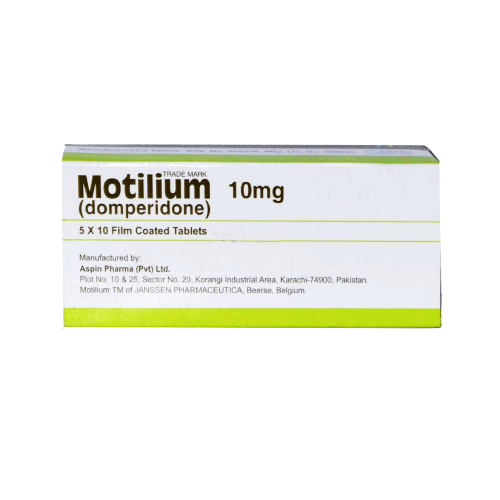 TRADE MARK
Motilium 10mg
(domperidone)
5 X 10 Film Coated Tablets
Manufactured by:
Aspin Pharma (Pvt) Ltd.
Plot No. 10 & 25, Sector No. 20, Korangi Industrial Area, Karachi-74900, Pakistan.
Motilium TM of JANSSEN PHARMACEUTICA, Beerse, Belgium.